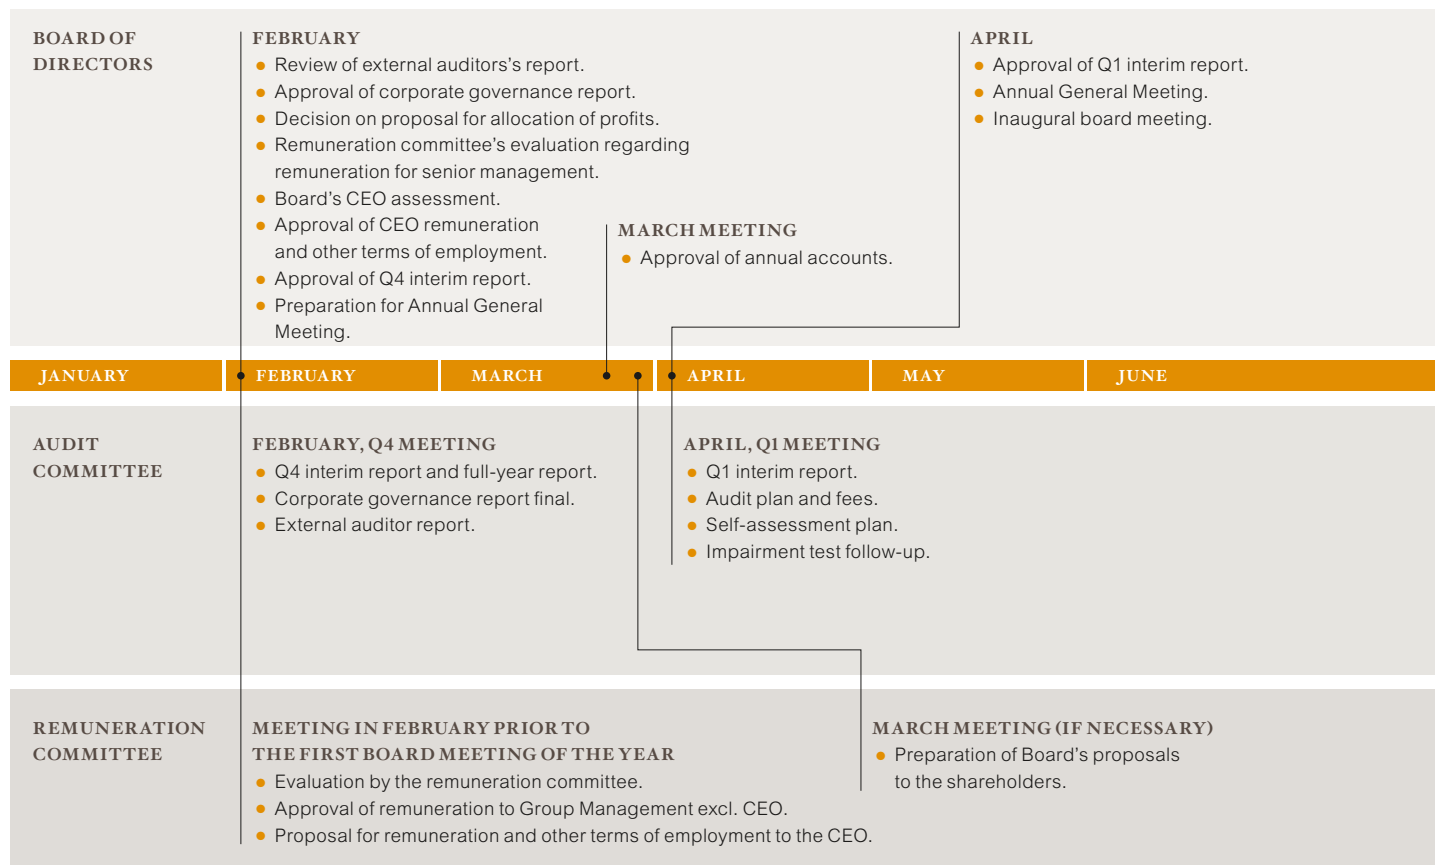 BOARD OF
DIRECTORS
FEBRUARY
Review of external auditors's report.
Approval of corporate governance report.
Decision on proposal for allocation of profits.
Remuneration committee's evaluation regarding
remuneration for senior management.
Board's CEO assessment.
Approval of CEO remuneration
and other terms of employment.
Approval of Q4 interim report.
Preparation for Annual General
Meeting.
MARCH MEETING
Approval of annual accounts.
APRIL
Approval of Q1 interim report.
Annual General Meeting.
Inaugural board meeting.
JANUARY
FEBRUARY
MARCH
APRIL
MAY
JUNE
AUDIT
COMMITTEE
FEBRUARY, Q4 MEETING
Q4 interim report and full-year report.
Corporate governance report final.
External auditor report.
APRIL, Q1 MEETING
Q1 interim report.
Audit plan and fees.
Self-assessment plan.
Impairment test follow-up.
REMUNERATION
COMMITTEE
MEETING IN FEBRUARY PRIOR TO
THE FIRST BOARD MEETING OF THE YEAR
Evaluation by the remuneration committee.
Approval of remuneration to Group Management excl. CEO.
Proposal for remuneration and other terms of employment to the CEO.
MARCH MEETING (IF NECESSARY)
Preparation of Board's proposals
to the shareholders.